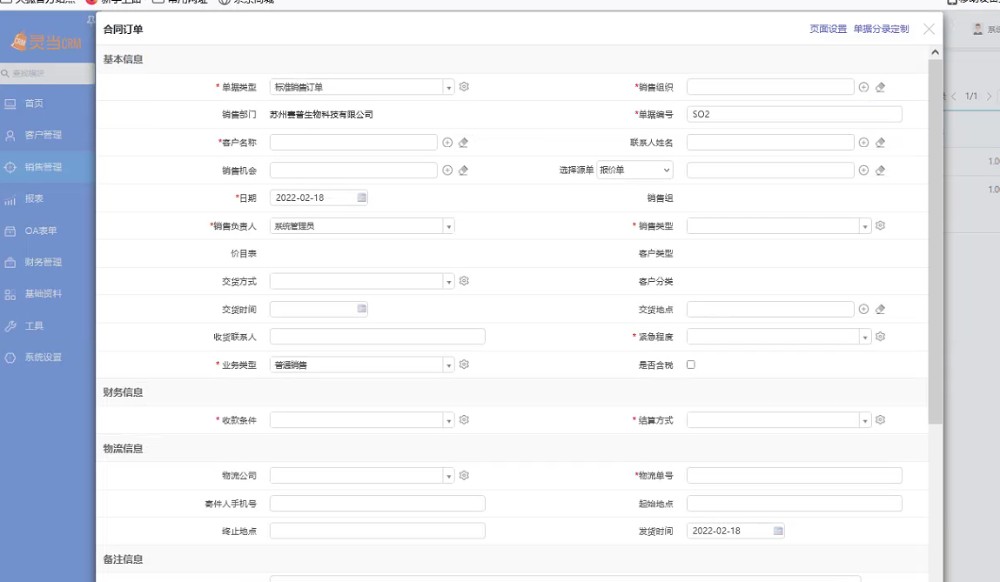 常用网址
灵当CRM
查找模块
首页
客户管理
销售管理
报表
OA表单
财务管理
基础资料
工具
系统设置
合同订单
页面设置 单据分录定制
基本信息
* 单据类型 标准销售订单
*销售组织
销售部门 苏州赛普生物科技有限公司
*单据编号 SO2
*客户名称
联系人姓名
销售机会
选择源单 报价单
*日期 2022-02-18
销售组
*销售负责人 系统管理员
* 销售类型
价目表
客户类型
交货方式
客户分类
交货时间
交货地点
收货联系人
* 紧急程度
* 业务类型 普通销售
是否含税
财务信息
* 收款条件
* 结算方式
物流信息
物流公司
*物流单号
寄件人手机号
起始地点
终止地点
发货时间 2022-02-18
备注信息
1/1
1.0
1.0